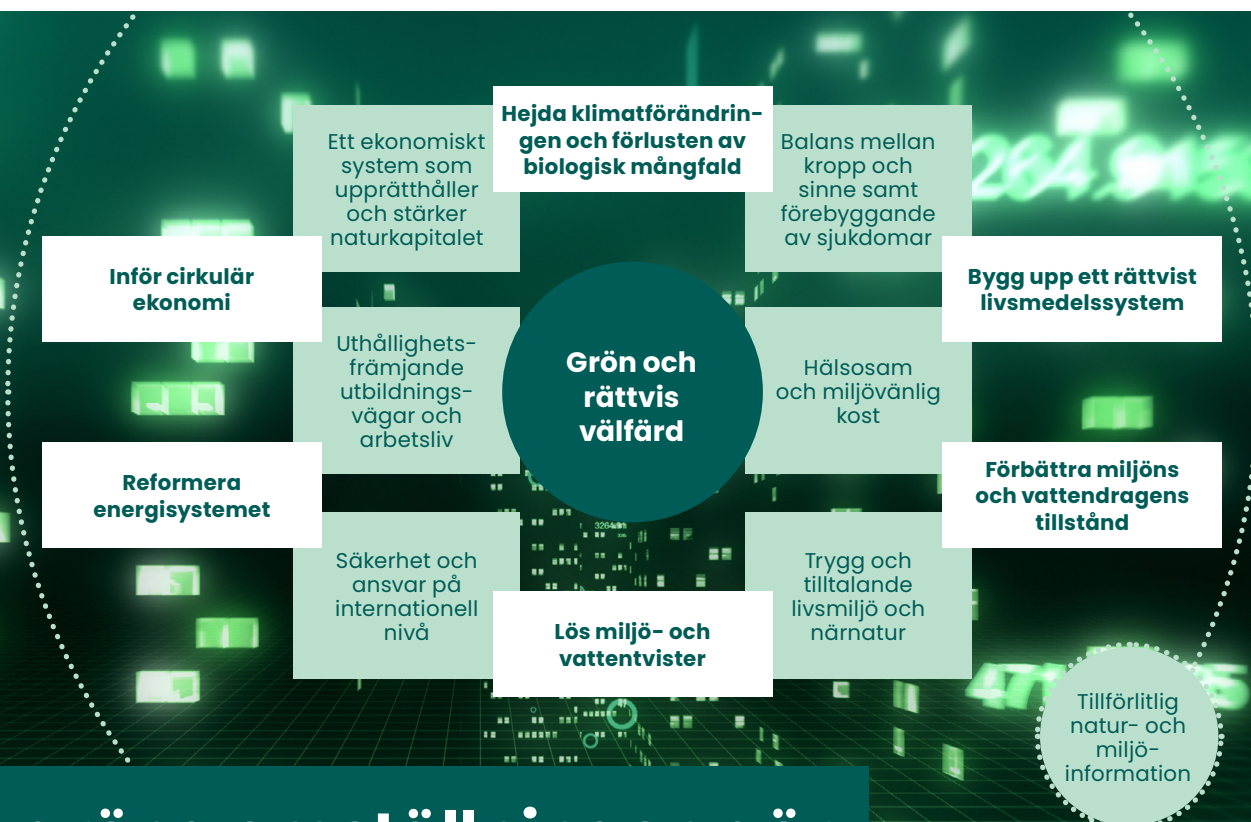 Hejda klimatförändrin-
gen och förlusten av
biologisk mångfald
Ett ekonomiskt
system som
upprätthåller
och stärker
naturkapitalet
Balans mellan
kropp och
sinne samt
förebyggande
av sjukdomar
264.915
Inför cirkulär
ekonomi
Bygg upp ett rättvist
livsmedelssystem
Uthållighets-
främjande
utbildnings-
vägar och
arbetsliv
Grön och
rättvis
välfärd
Hälsosam
och miljövänlig
kost
Reformera
energisystemet
Förbättra miljöns
och vattendragens
tillstånd
Säkerhet och
ansvar på
internationell
nivå
Lös miljö- och
vattentvister
Trygg och
tilltalande
livsmiljö och
närnatur
Tillförlitlig
natur- och
miljö-
information